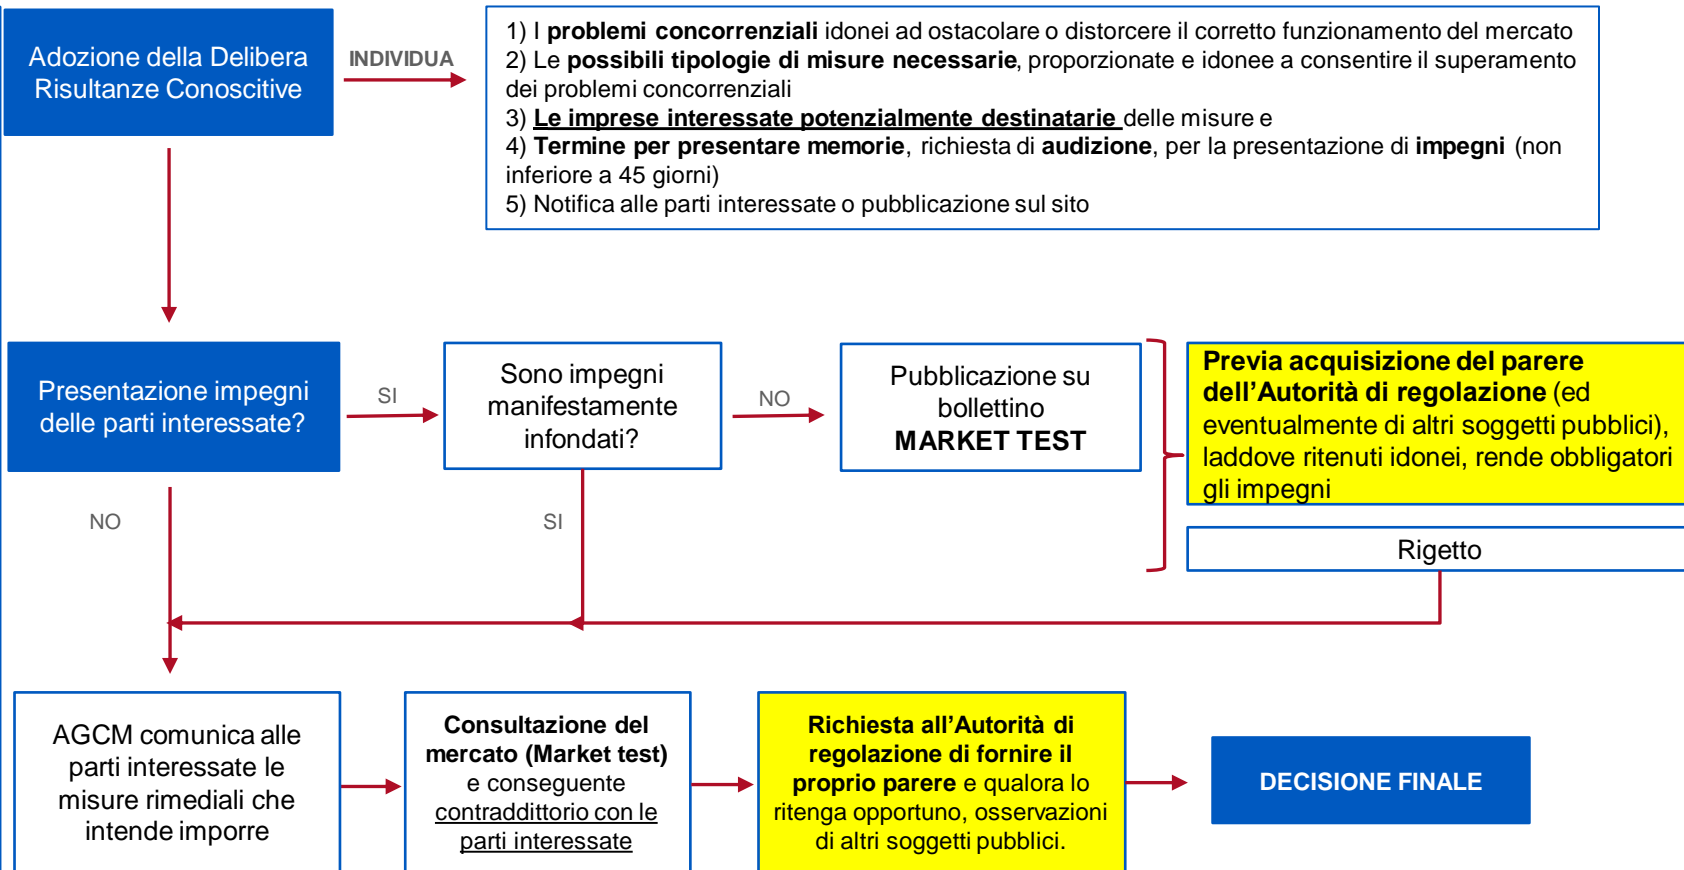 Adozione della Delibera
Risultanze Conoscitive
INDIVIDUA
1) I problemi concorrenziali idonei ad ostacolare o distorcere il corretto funzionamento del mercato
2) Le possibili tipologie di misure necessarie, proporzionate e idonee a consentire il superamento
dei problemi concorrenziali
3) Le imprese interessate potenzialmente destinatarie delle misure e
4) Termine per presentare memorie, richiesta di audizione, per la presentazione di impegni (non
inferiore a 45 giorni)
5) Notifica alle parti interessate o pubblicazione sul sito
Presentazione impegni
delle parti interessate?
SI
Sono impegni
manifestamente
infondati?
NO
Pubblicazione su
bollettino
MARKET TEST
Previa acquisizione del parere
dell'Autorità di regolazione (ed
eventualmente di altri soggetti pubblici),
laddove ritenuti idonei, rende obbligatori
gli impegni
Rigetto
NO
SI
AGCM comunica alle
parti interessate le
misure rimediali che
intende imporre
Consultazione del
mercato (Market test)
e conseguente
contraddittorio con le
parti interessate
Richiesta all'Autorità di
regolazione di fornire il
proprio parere e qualora lo
ritenga opportuno, osservazioni
di altri soggetti pubblici.
DECISIONE FINALE